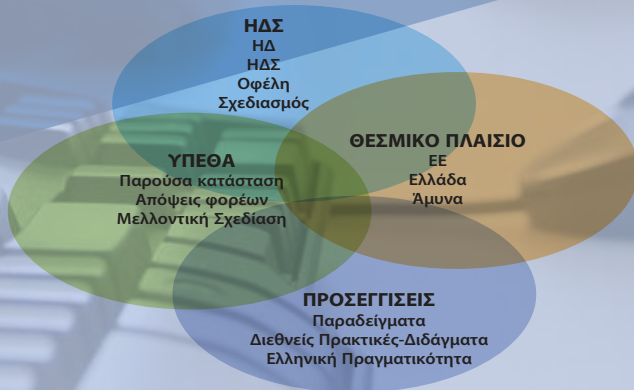 ΗΔΣ
ΗΔ
ΗΔΣ
Οφέλη
Σχεδιασμός
ΘΕΣΜΙΚΟ ΠΛΑΙΣΙΟ
ΕΕ
Ελλάδα
Άμυνα
ΥΠΕΘΑ
Παρούσα κατάσταση
Απόψεις φορέων
Μελλοντική Σχεδίαση
ΠΡΟΣΕΓΓΙΣΕΙΣ
Παραδείγματα
Διεθνείς Πρακτικές-Διδάγματα
Ελληνική Πραγματικότητα